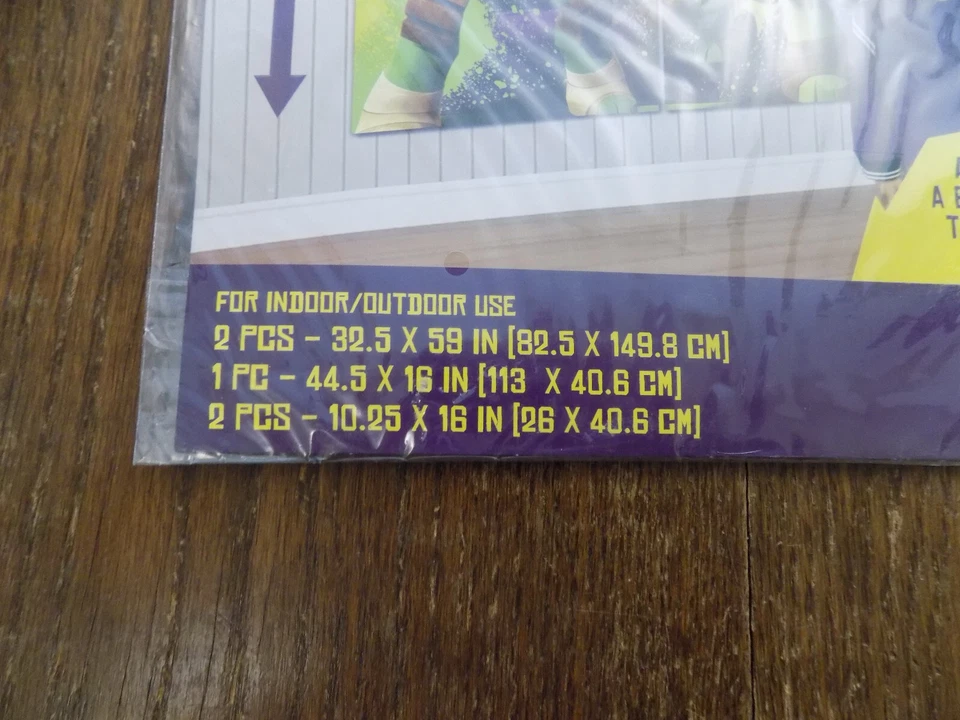 FOR INDOOR/OUTDOOR USE
2 PCS – 32.5 X 59 IN [82.5 X 149.8 CM]
1 PC – 44.5 X 16 IN [113 X 40.6 CM]
2 PCS – 10.25 X 16 IN [26 X 40.6 CM]
A